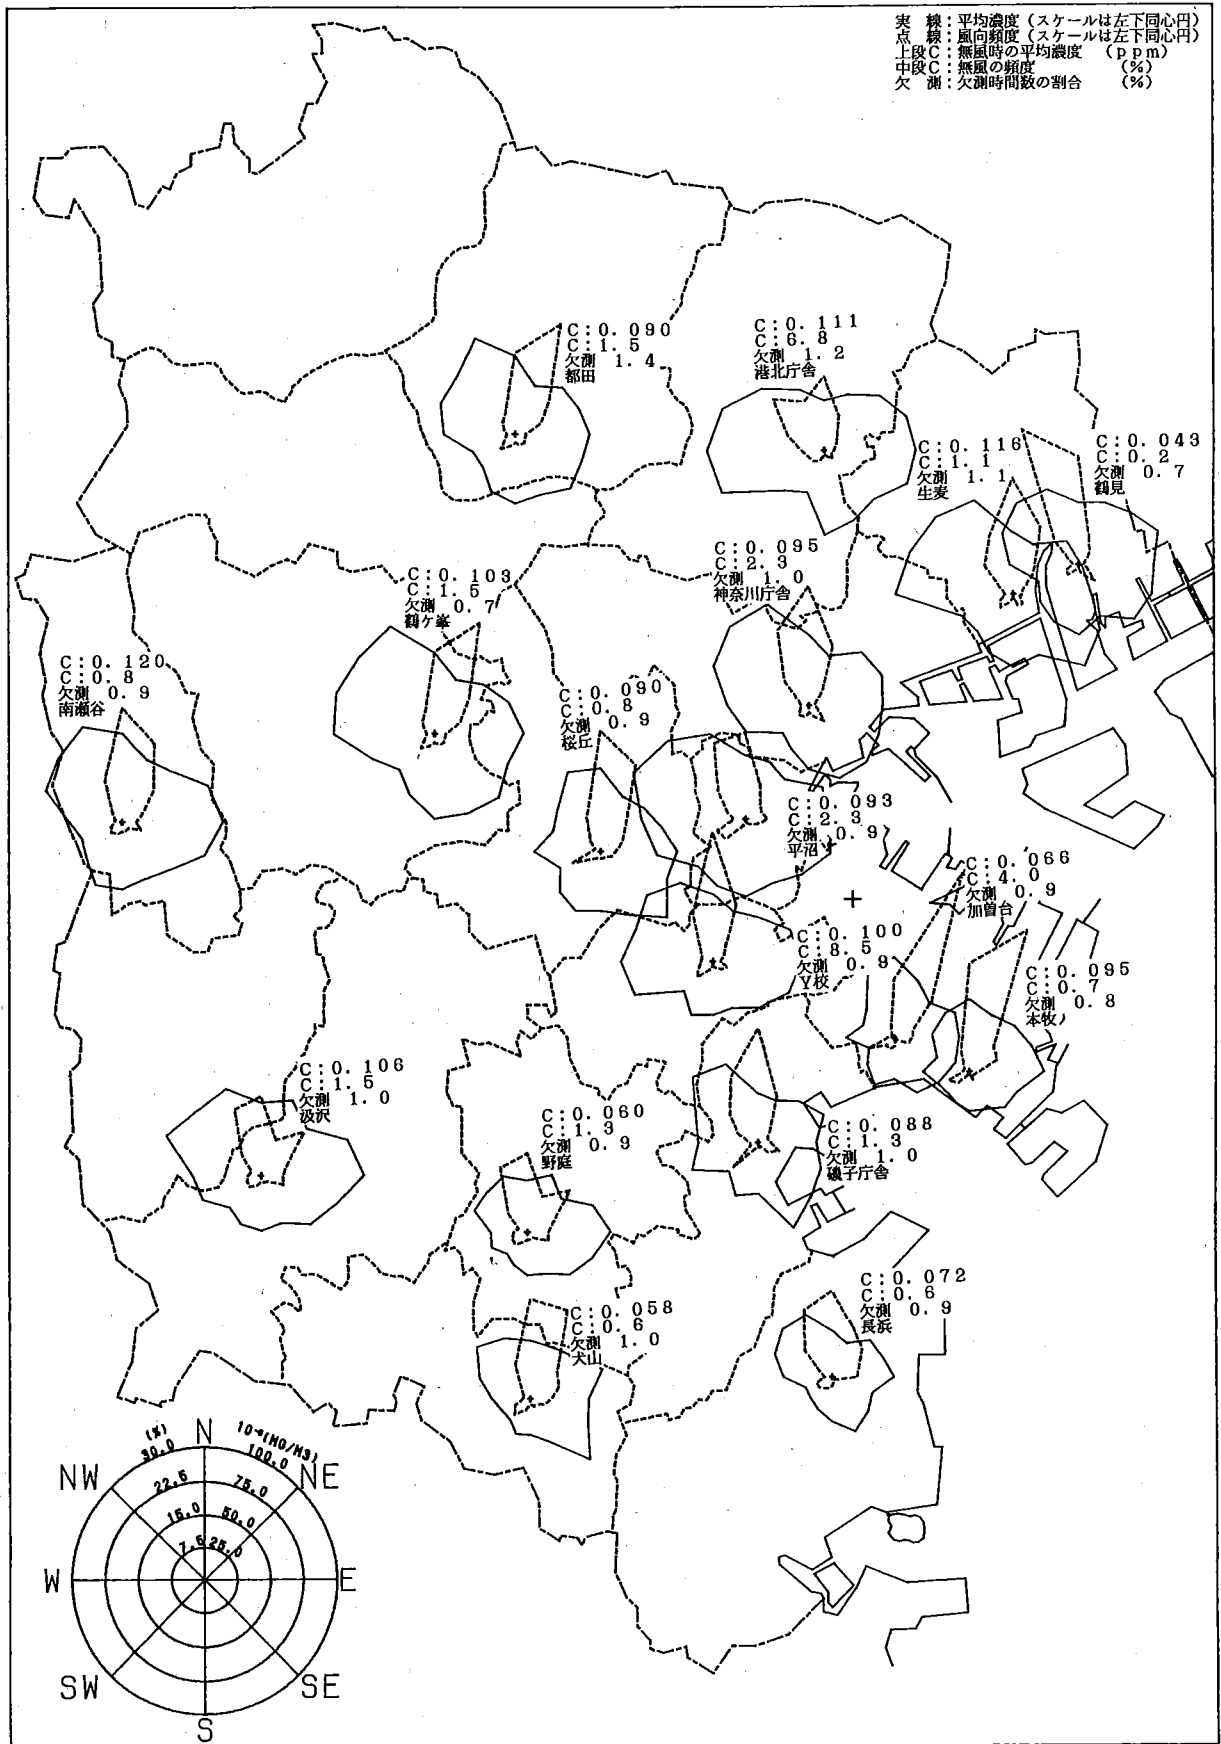 実 線：平均濃度（スケールは左下同心円）
点 線：風向頻度（スケールは左下同心円）
上段C：無風時の平均濃度 （ppm）
中段C：無風の頻度 （%）
欠 測：欠測時間数の割合 （%）
C：0.090
C：1.5
欠測 1.4
都田
C：0.111
C：6.8
欠測 1.2
港北庁舎
C：0.116
C：1.1
欠測 1.1
生麦
C：0.043
C：0.2
欠測 0.7
鶴見
C：0.095
C：2.3
欠測 1.0
神奈川庁舎
C：0.103
C：1.5
欠測 0.7
鶴ケ峯
C：0.120
C：0.8
欠測 0.9
南瀬谷
C：0.090
C：0.8
欠測 0.9
桜丘
C：0.093
C：2.3
欠測 0.9
平沼
C：0.066
C：4.0
欠測 0.9
加曽台
C：0.100
C：8.5
欠測 0.9
Y校
C：0.095
C：0.7
欠測 0.8
本牧
C：0.106
C：1.5
欠測 1.0
汲沢
C：0.060
C：1.3
欠測 0.9
野庭
C：0.088
C：1.3
欠測 1.0
磯子庁舎
C：0.072
C：0.6
欠測 0.9
長浜
C：0.058
C：0.6
欠測 1.0
犬山
(%)
30.0
22.5
15.0
7.5
100.0
75.0
50.0
25.0
N
NE
E
SE
S
SW
W
NW